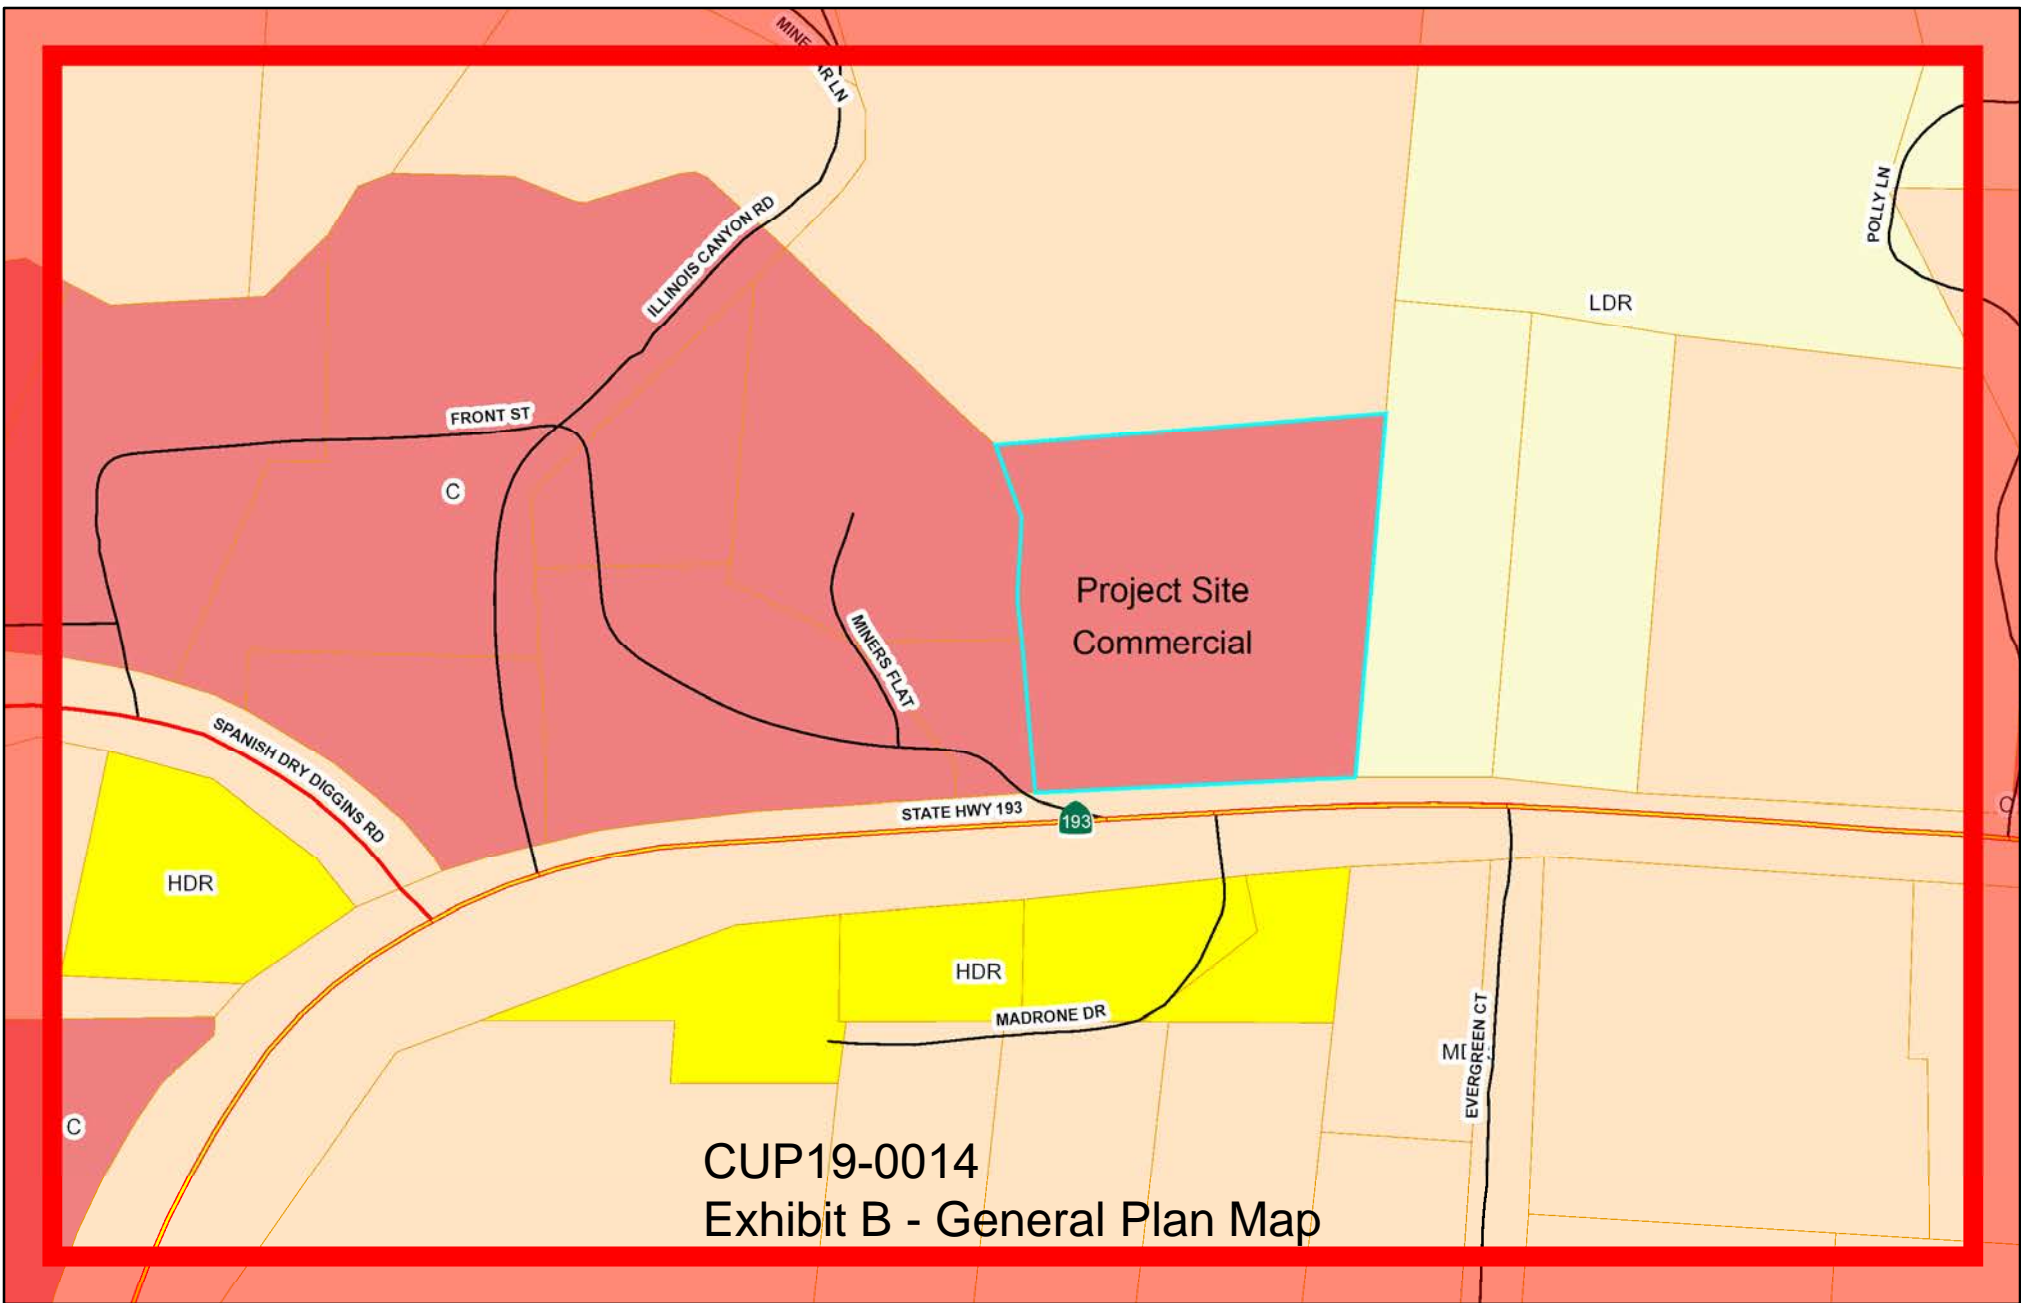 ILLINOIS CANYON RD
POLLY LN
LDR
FRONT ST
C
Project Site
Commercial
MINERS FLAT
SPANISH DRY DIGGINS RD
STATE HWY 193
193
C
HDR
HDR
MADRONE DR
EVERGREEN CT
C
CUP19-0014
Exhibit B - General Plan Map